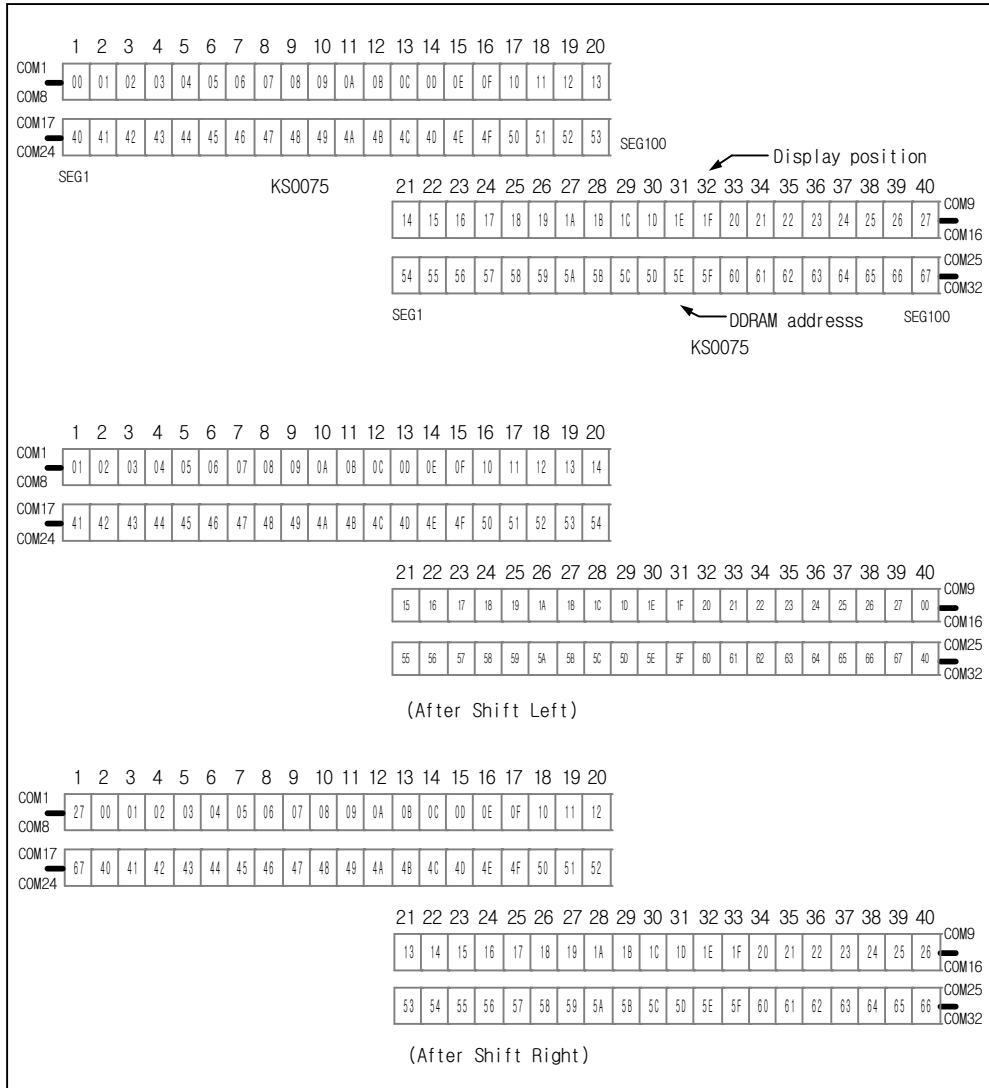 1 2 3 4 5 6 7 8 9 10 11 12 13 14 15 16 17 18 19 20
COM1
COM8
00 01 02 03 04 05 06 07 08 09 0A 0B 0C 0D 0E 0F 10 11 12 13
COM17
COM24
40 41 42 43 44 45 46 47 48 49 4A 4B 4C 4D 4E 4F 50 51 52 53
SEG100
SEG1
KS0075
Display position
21 22 23 24 25 26 27 28 29 30 31 32 33 34 35 36 37 38 39 40
COM9
14 15 16 17 18 19 1A 1B 1C 1D 1E 1F 20 21 22 23 24 25 26 27
COM16
COM25
54 55 56 57 58 59 5A 5B 5C 5D 5E 5F 60 61 62 63 64 65 66 67
COM32
SEG1
DDRAM addresss
SEG100
KS0075
1 2 3 4 5 6 7 8 9 10 11 12 13 14 15 16 17 18 19 20
COM1
COM8
01 02 03 04 05 06 07 08 09 0A 0B 0C 0D 0E 0F 10 11 12 13 14
COM17
COM24
41 42 43 44 45 46 47 48 49 4A 4B 4C 4D 4E 4F 50 51 52 53 54
21 22 23 24 25 26 27 28 29 30 31 32 33 34 35 36 37 38 39 40
COM9
15 16 17 18 19 1A 1B 1C 1D 1E 1F 20 21 22 23 24 25 26 27 00
COM16
COM25
55 56 57 58 59 5A 5B 5C 5D 5E 5F 60 61 62 63 64 65 66 67 40
COM32
(After Shift Left)
1 2 3 4 5 6 7 8 9 10 11 12 13 14 15 16 17 18 19 20
COM1
COM8
27 00 01 02 03 04 05 06 07 08 09 0A 0B 0C 0D 0E 0F 10 11 12
COM17
COM24
67 40 41 42 43 44 45 46 47 48 49 4A 4B 4C 4D 4E 4F 50 51 52
21 22 23 24 25 26 27 28 29 30 31 32 33 34 35 36 37 38 39 40
COM9
13 14 15 16 17 18 19 1A 1B 1C 1D 1E 1F 20 21 22 23 24 25 26
COM16
COM25
53 54 55 56 57 58 59 5A 5B 5C 5D 5E 5F 60 61 62 63 64 65 66
COM32
(After Shift Right)